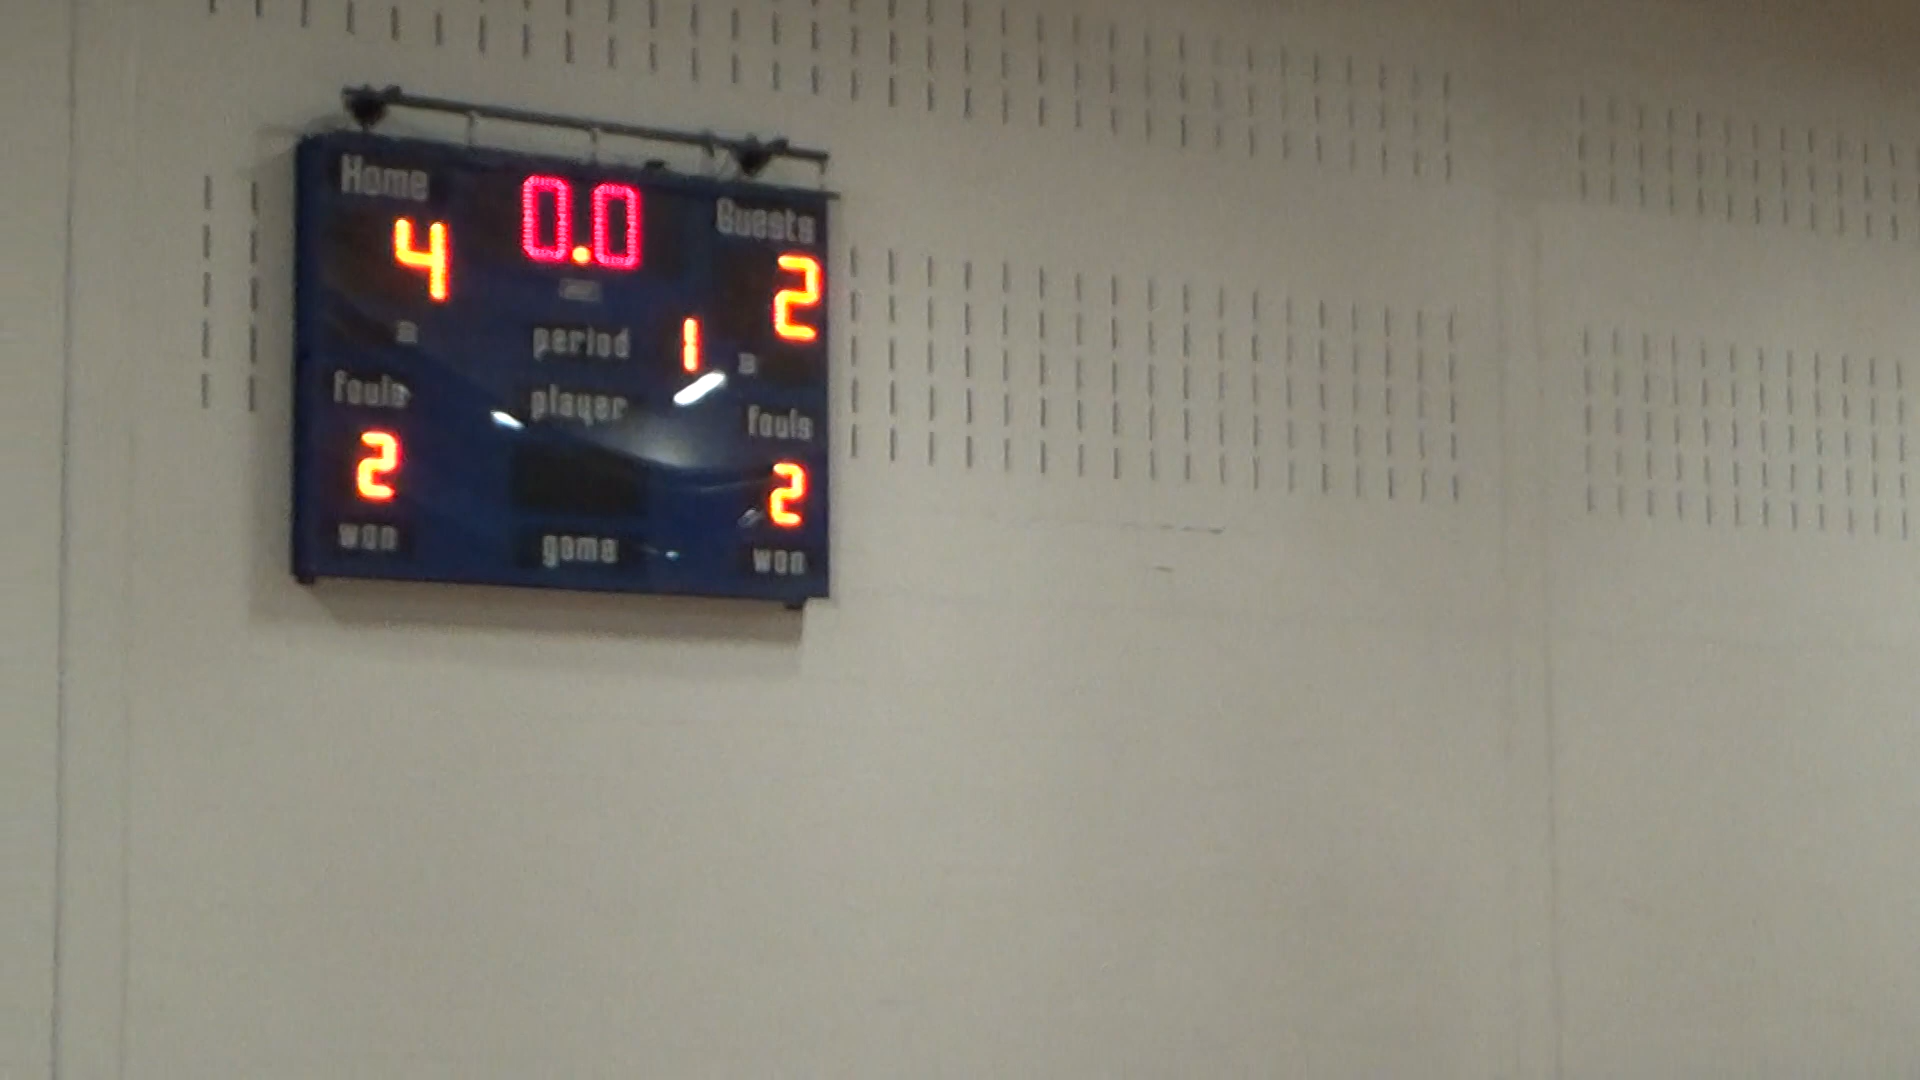 Home 0.0 Guests
4 2
period 1
fouls player fouls
2 2
won game won